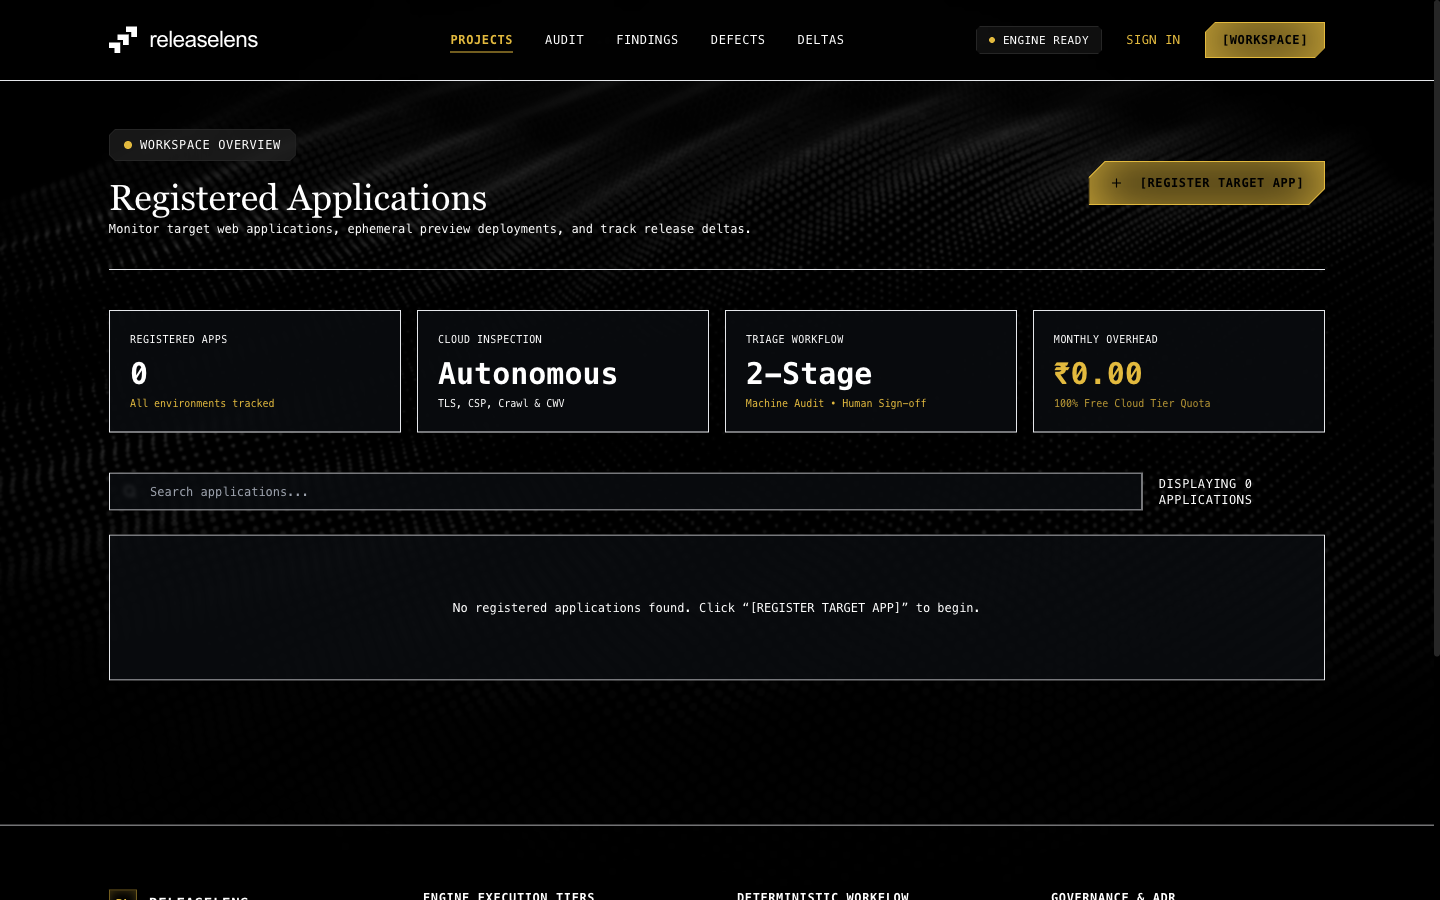 releaselens
PROJECTS AUDIT FINDINGS DEFECTS DELTAS
ENGINE READY
SIGN IN
[WORKSPACE]
WORKSPACE OVERVIEW
Registered Applications
Monitor target web applications, ephemeral preview deployments, and track release deltas.
+ [REGISTER TARGET APP]
REGISTERED APPS
0
All environments tracked
CLOUD INSPECTION
Autonomous
TLS, CSP, Crawl & CWV
TRIAGE WORKFLOW
2-Stage
Machine Audit • Human Sign-off
MONTHLY OVERHEAD
₹0.00
100% Free Cloud Tier Quota
Search applications...
DISPLAYING 0
APPLICATIONS
No registered applications found. Click “[REGISTER TARGET APP]” to begin.
RELEASELENS
ENGINE EXECUTION TIERS
DETERMINISTIC WORKFLOW
GOVERNANCE & ADR